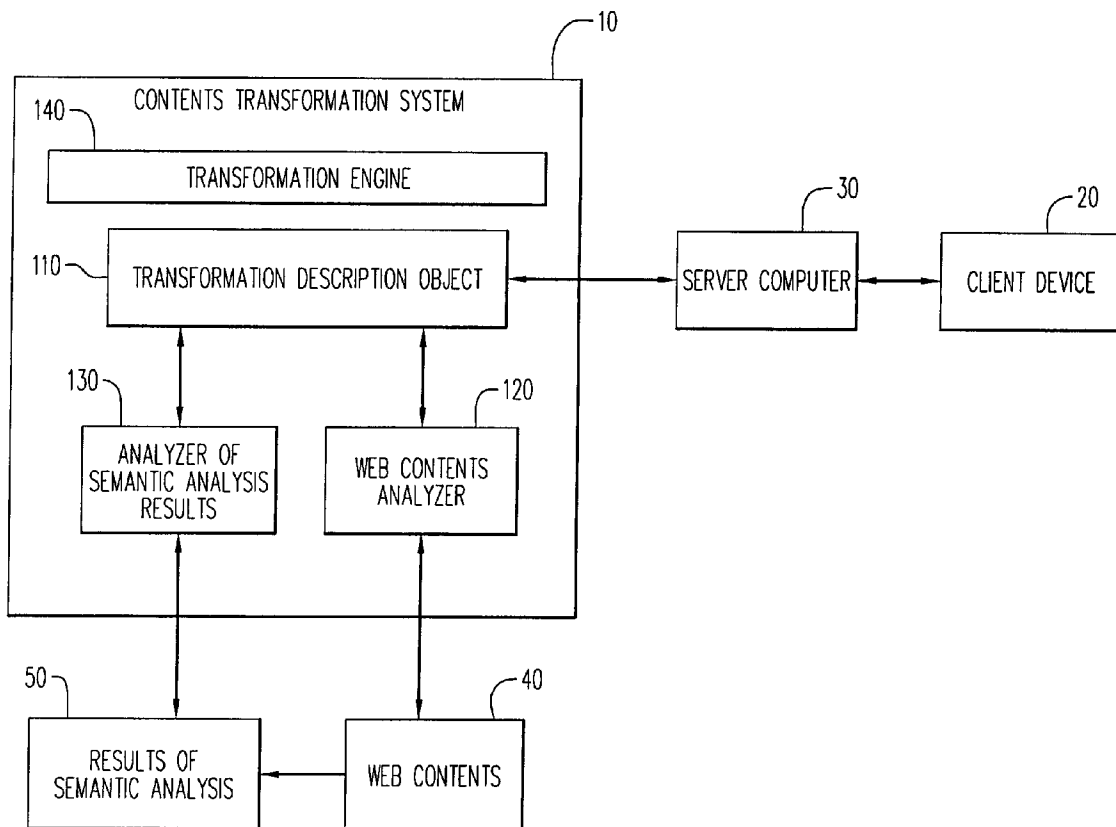 10
CONTENTS TRANSFORMATION SYSTEM
140
TRANSFORMATION ENGINE
30
20
110
TRANSFORMATION DESCRIPTION OBJECT
SERVER COMPUTER
CLIENT DEVICE
130
120
ANALYZER OF
SEMANTIC ANALYSIS
RESULTS
WEB CONTENTS
ANALYZER
50
40
RESULTS OF
SEMANTIC ANALYSIS
WEB CONTENTS